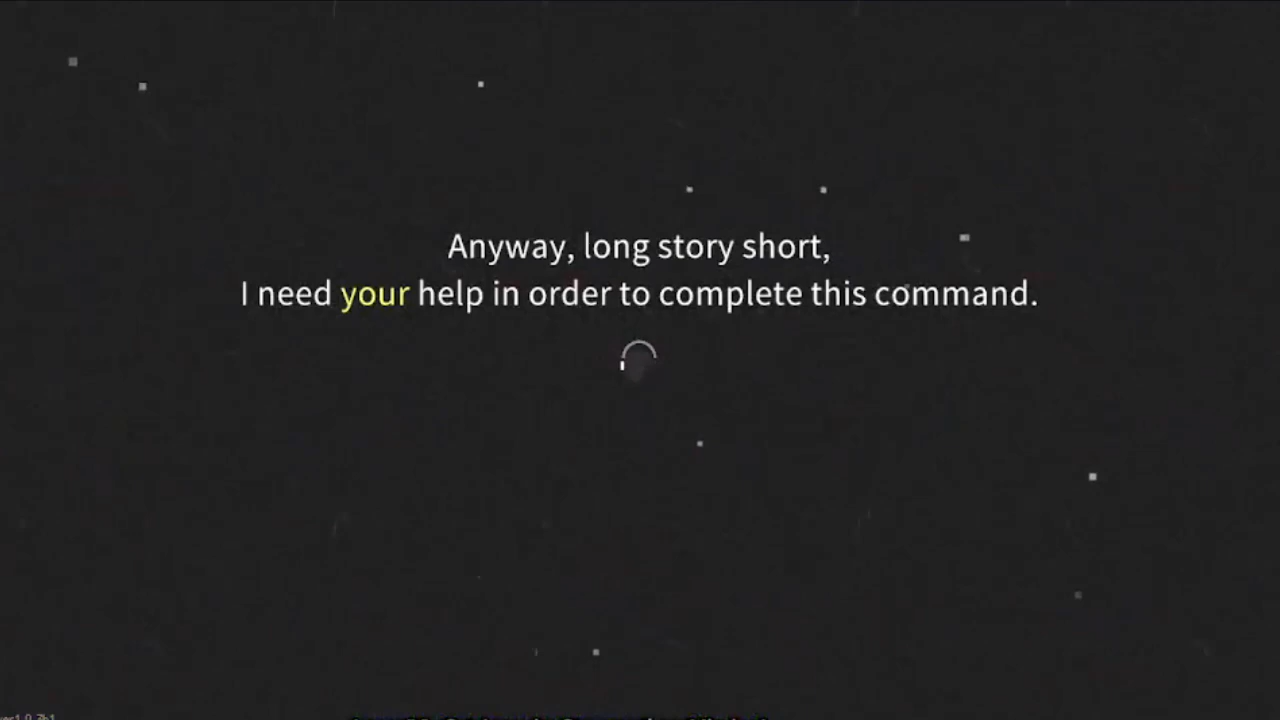 Anyway, long story short,
I need your help in order to complete this command.